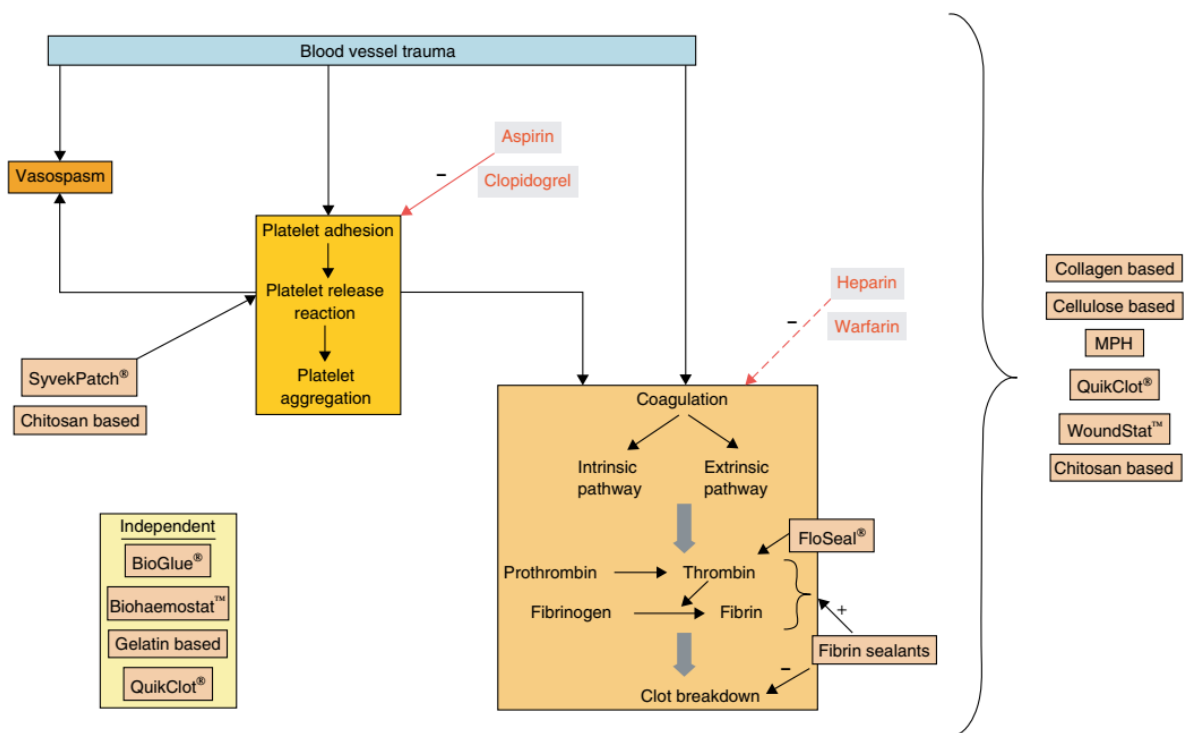 Blood vessel trauma
Aspirin
–
Clopidogrel
Vasospasm
Platelet adhesion
Platelet release
reaction
Platelet
aggregation
SyvekPatch®
Chitosan based
Heparin
–
Warfarin
Coagulation
Intrinsic
pathway
Extrinsic
pathway
FloSeal®
Prothrombin
Thrombin
Fibrinogen
Fibrin
+
Fibrin sealants
–
Clot breakdown
Independent
BioGlue®
Biohaemostat™
Gelatin based
QuikClot®
Collagen based
Cellulose based
MPH
QuikClot®
WoundStat™
Chitosan based